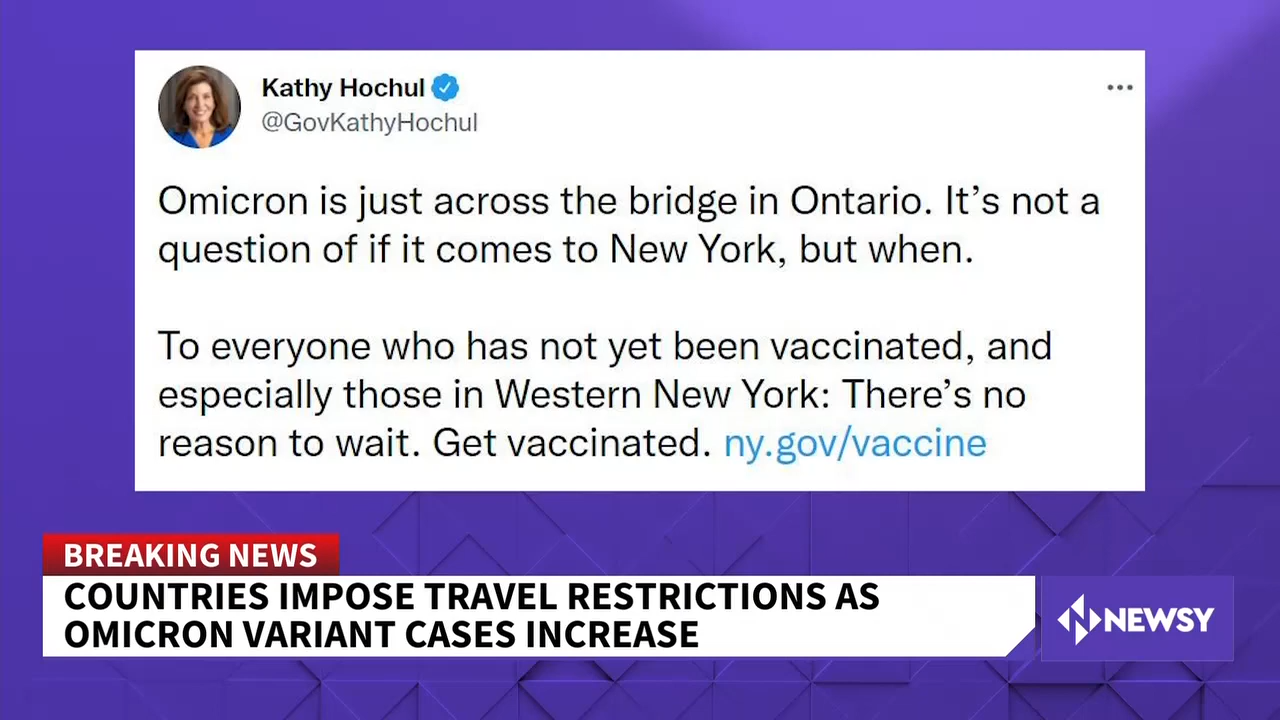 Kathy Hochul
@GovKathyHochul
Omicron is just across the bridge in Ontario. It’s not a
question of if it comes to New York, but when.
To everyone who has not yet been vaccinated, and
especially those in Western New York: There’s no
reason to wait. Get vaccinated. ny.gov/vaccine
BREAKING NEWS
COUNTRIES IMPOSE TRAVEL RESTRICTIONS AS
OMICRON VARIANT CASES INCREASE
NEWSY